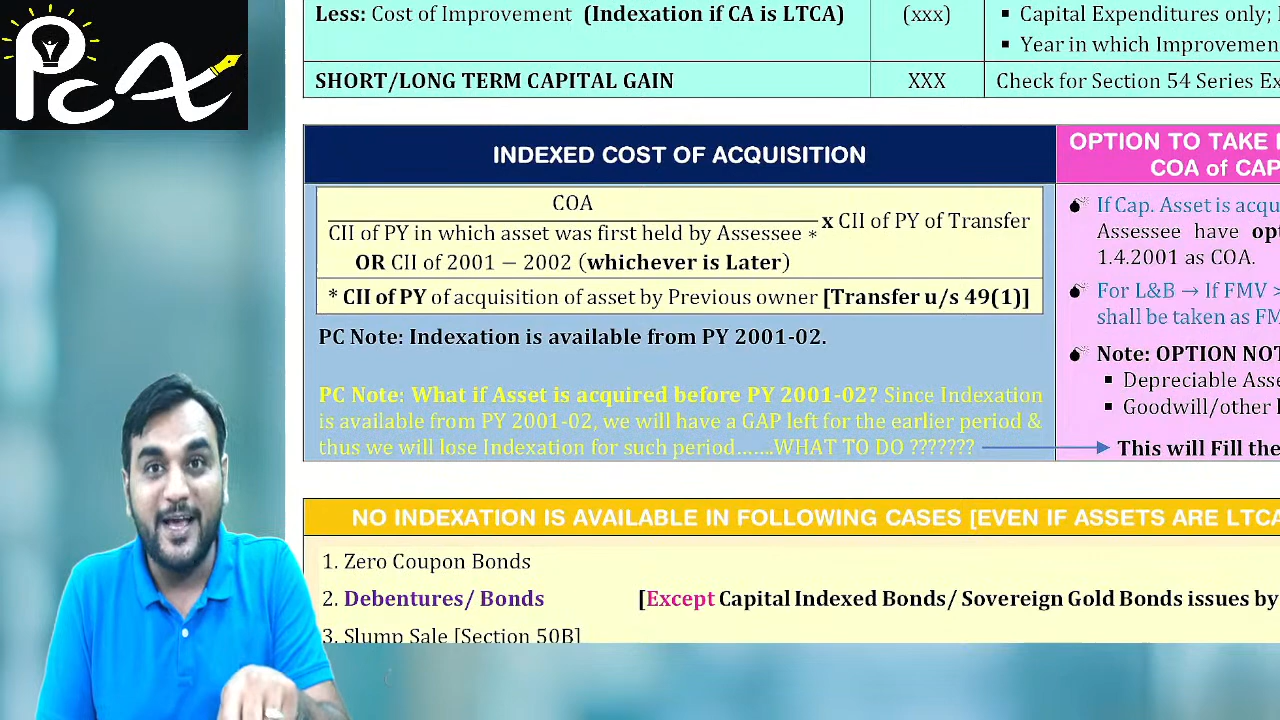 PCA
Less: Cost of Improvement (Indexation if CA is LTCA) (xxx) ▪ Capital Expenditures only;
▪ Year in which
SHORT/LONG TERM CAPITAL GAIN XXX Check for Section 54 Series
INDEXED COST OF ACQUISITION
COA
CII of PY in which asset was first held by Assessee * x CII of PY of Transfer
OR CII of 2001 − 2002 (whichever is Later)
* CII of PY of acquisition of asset by Previous owner [Transfer u/s 49(1)]
PC Note: Indexation is available from PY 2001-02.
PC Note: What if Asset is acquired before PY 2001-02? Since Indexation
is available from PY 2001-02, we will have a GAP left for the earlier period &
thus we will lose Indexation for such period…….WHAT TO DO ???????
OPTION TO TAKE
COA of
If Cap. Asset is
Assessee have
1.4.2001 as COA.
For L&B → If FMV >
shall be taken as
Note: OPTION
▪ Depreciable
▪ Goodwill/other
This will Fill the
NO INDEXATION IS AVAILABLE IN FOLLOWING CASES [EVEN IF ASSETS ARE LTCA
1. Zero Coupon Bonds
2. Debentures/ Bonds [Except Capital Indexed Bonds/ Sovereign Gold Bonds issues by
3. Slump Sale [Section 50B]